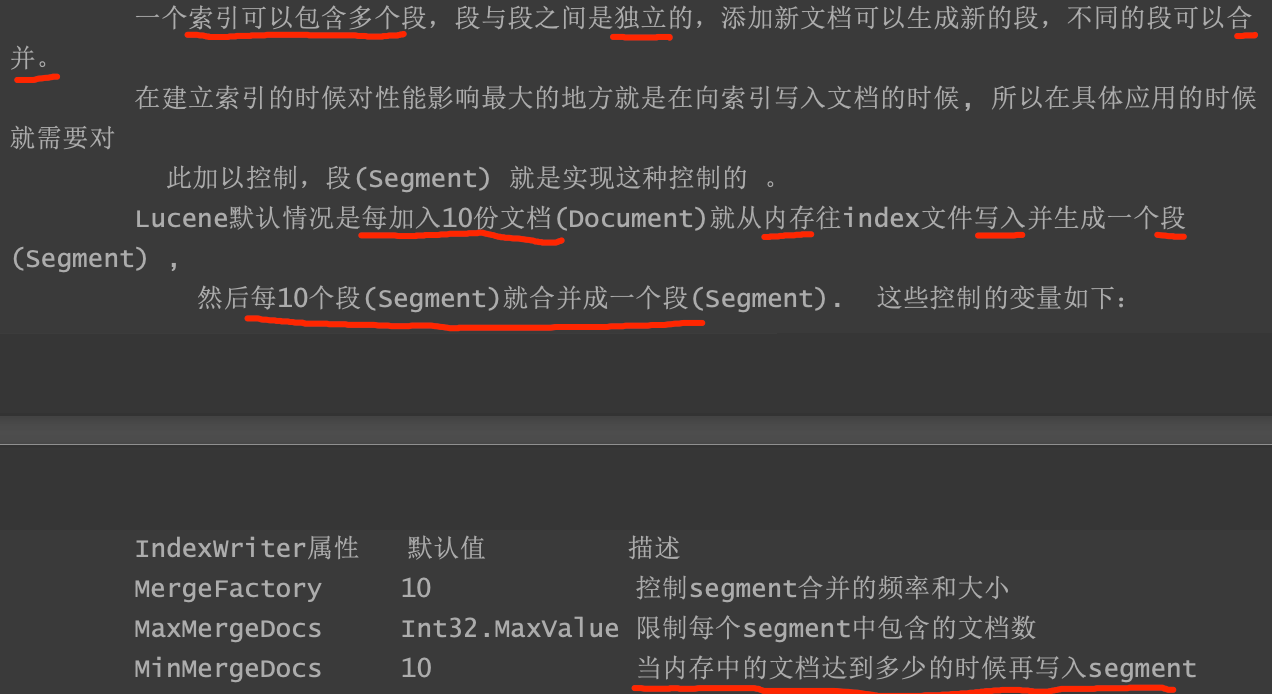 一个索引可以包含多个段，段与段之间是独立的，添加新文档可以生成新的段，不同的段可以合
并。
在建立索引的时候对性能影响最大的地方就是在向索引写入文档的时候, 所以在具体应用的时候
就需要对
此加以控制，段(Segment) 就是实现这种控制的 。
Lucene默认情况是每加入10份文档(Document)就从内存往index文件写入并生成一个段
(Segment) ,
然后每10个段(Segment)就合并成一个段(Segment). 这些控制的变量如下:
IndexWriter属性 默认值 描述
MergeFactory 10 控制segment合并的频率和大小
MaxMergeDocs Int32.MaxValue 限制每个segment中包含的文档数
MinMergeDocs 10 当内存中的文档达到多少的时候再写入segment